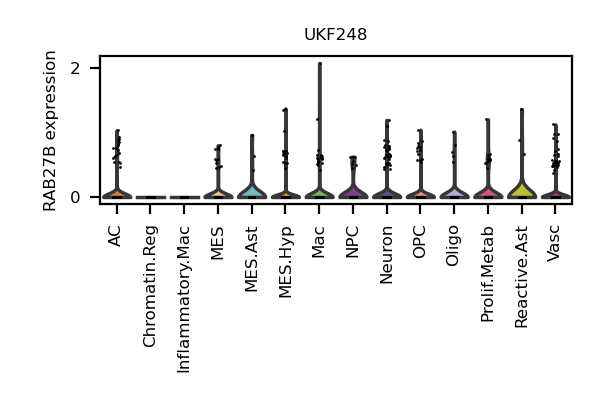 UKF248
RAB27B expression
2
0
AC
Chromatin.Reg
Inflammatory.Mac
MES
MES.Ast
MES.Hyp
Mac
NPC
Neuron
OPC
Oligo
Prolif.Metab
Reactive.Ast
Vasc